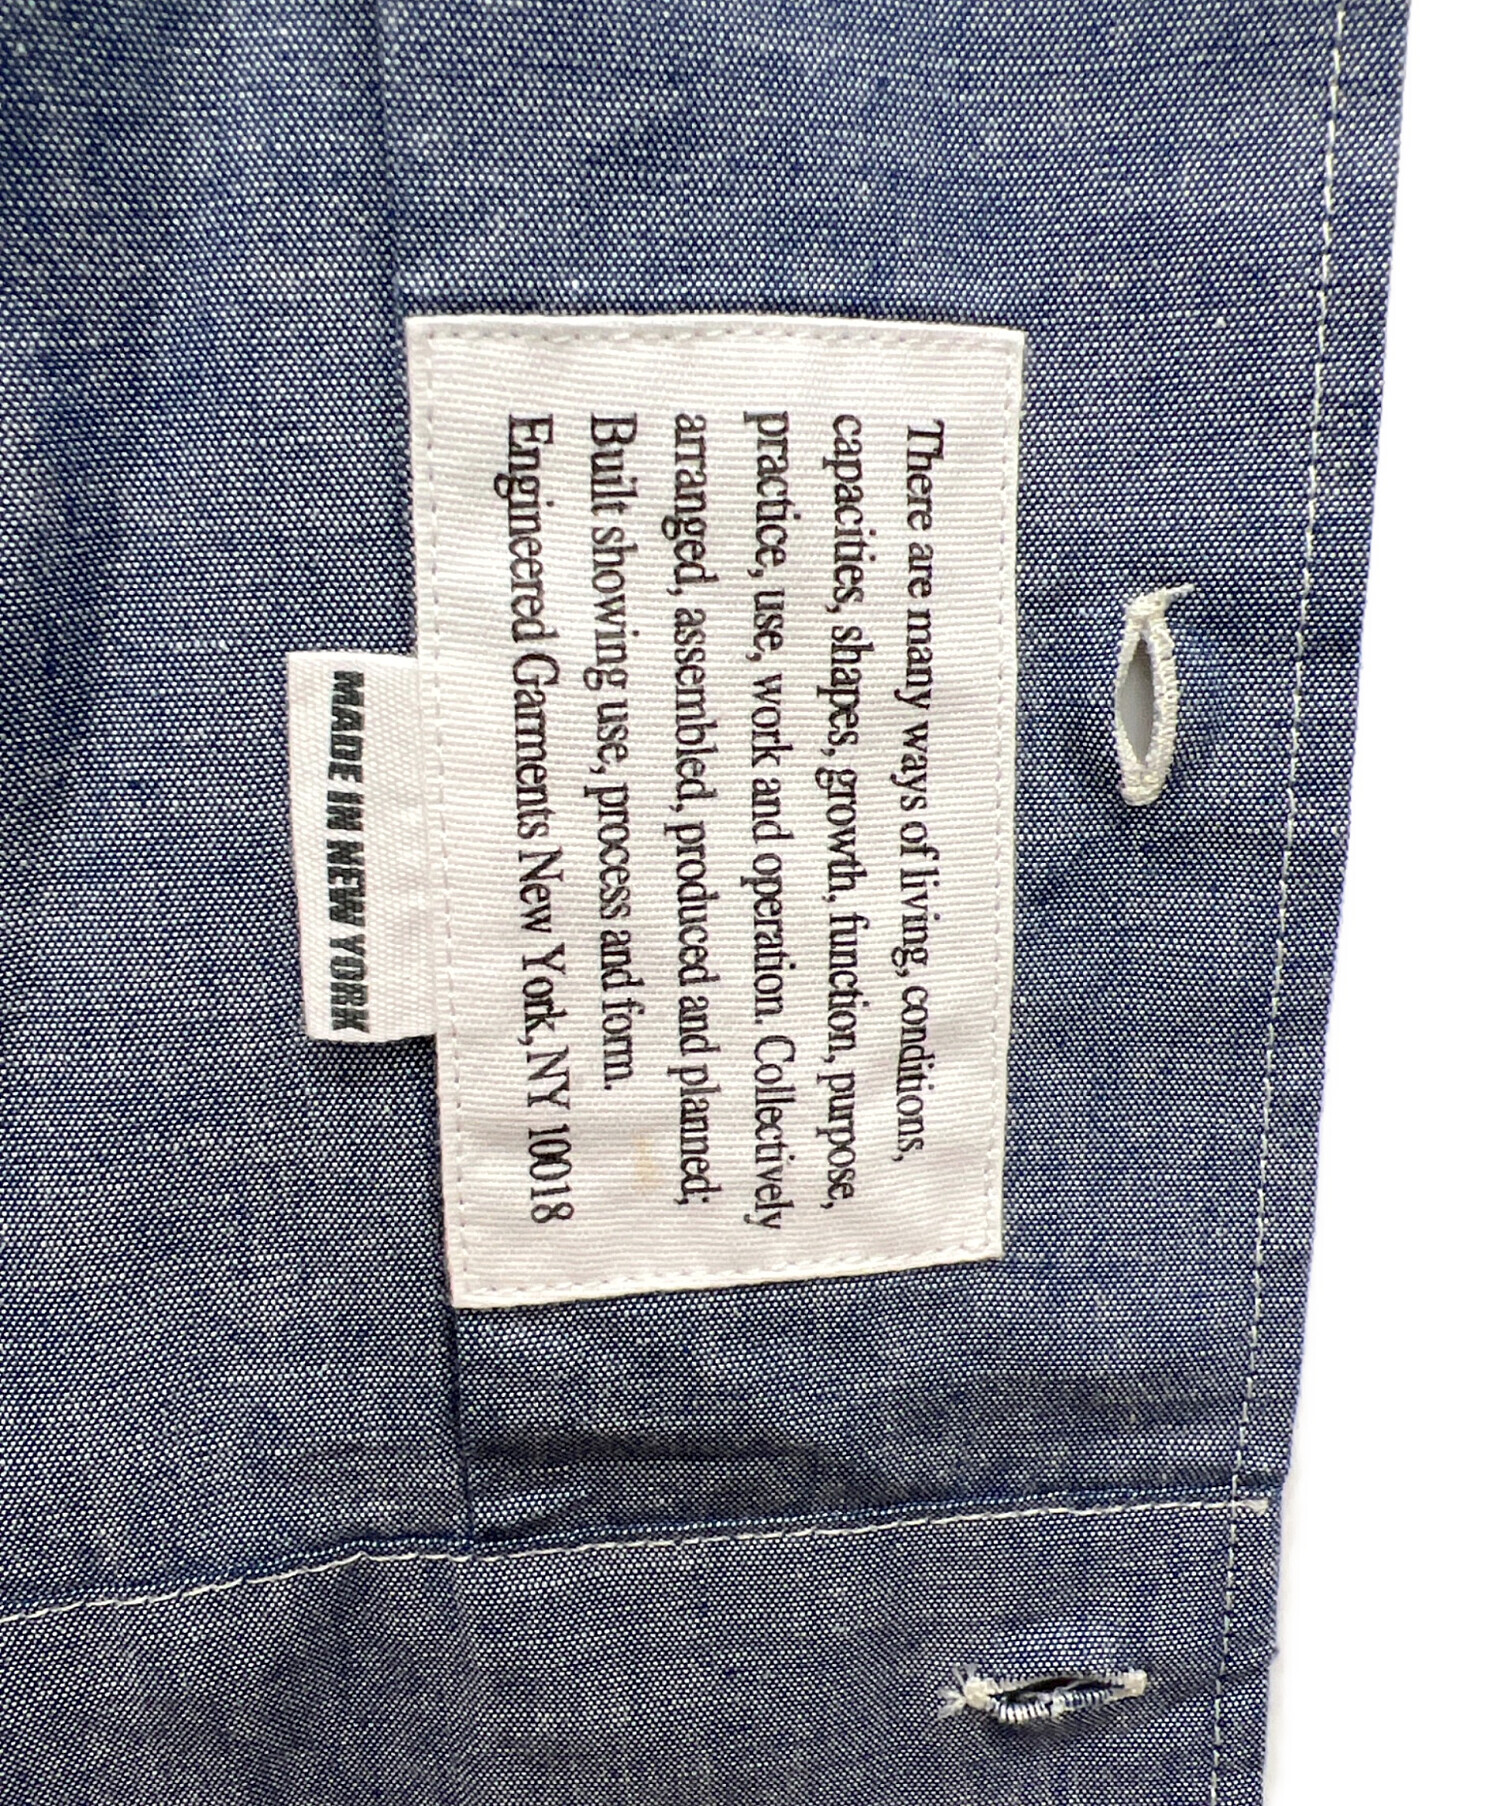 There are many ways of living, conditions,
capacities, shapes, growth, function, purpose,
practice, use, work and operation. Collectively
arranged, assembled, produced and planned;
Built showing use, process and form.
Engineered Garments New York, NY 10018
MADE IN NEW YORK